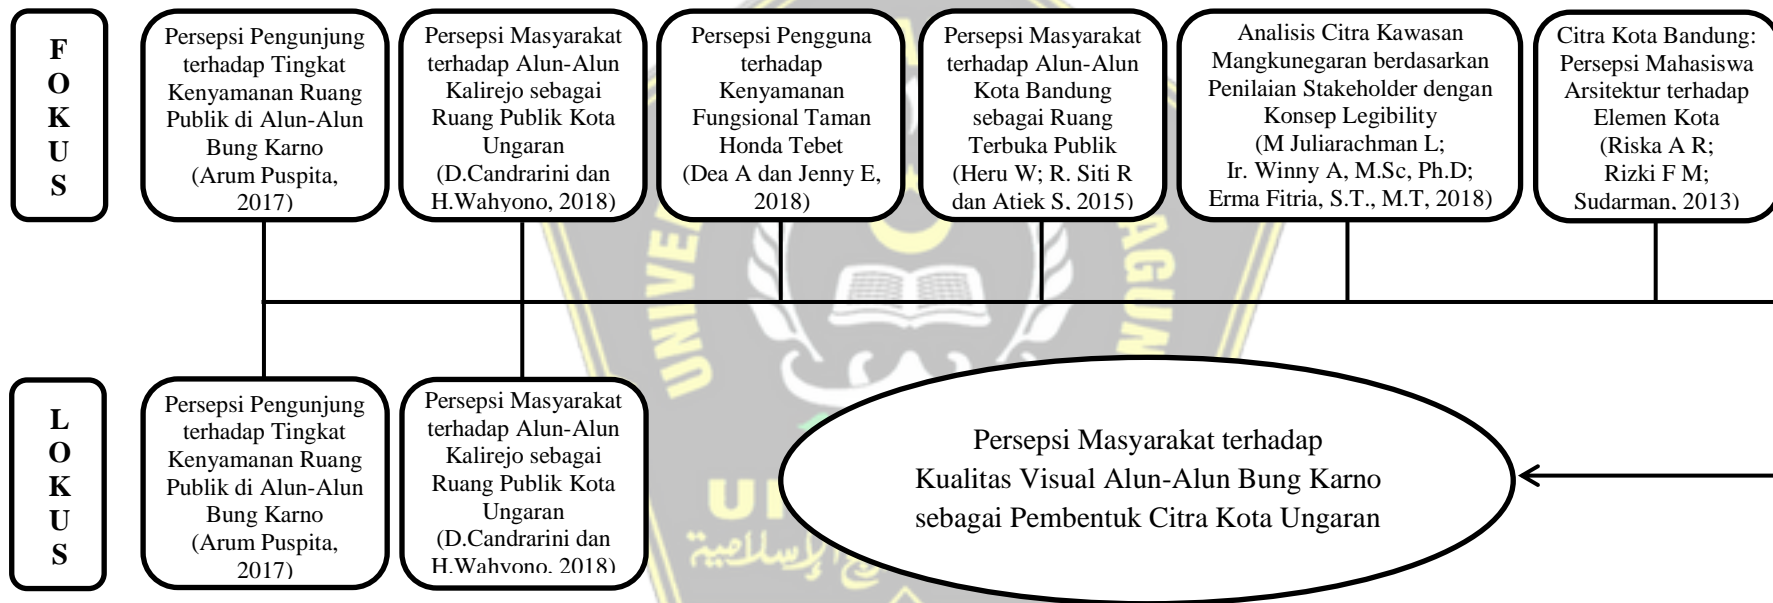 F
O
K
U
S
Persepsi Pengunjung
terhadap Tingkat
Kenyamanan Ruang
Publik di Alun-Alun
Bung Karno
(Arum Puspita,
2017)
Persepsi Masyarakat
terhadap Alun-Alun
Kalirejo sebagai
Ruang Publik Kota
Ungaran
(D.Candrarini dan
H.Wahyono, 2018)
Persepsi Pengguna
terhadap
Kenyamanan
Fungsional Taman
Honda Tebet
(Dea A dan Jenny E,
2018)
Persepsi Masyarakat
terhadap Alun-Alun
Kota Bandung
sebagai Ruang
Terbuka Publik
(Heru W; R. Siti R
dan Atiek S, 2015)
Analisis Citra Kawasan
Mangkunegaran berdasarkan
Penilaian Stakeholder dengan
Konsep Legibility
(M Juliarachman L;
Ir. Winny A, M.Sc, Ph.D;
Erma Fitria, S.T., M.T, 2018)
Citra Kota Bandung:
Persepsi Mahasiswa
Arsitektur terhadap
Elemen Kota
(Riska A R;
Rizki F M;
Sudarman, 2013)
L
O
K
U
S
Persepsi Pengunjung
terhadap Tingkat
Kenyamanan Ruang
Publik di Alun-Alun
Bung Karno
(Arum Puspita,
2017)
Persepsi Masyarakat
terhadap Alun-Alun
Kalirejo sebagai
Ruang Publik Kota
Ungaran
(D.Candrarini dan
H.Wahyono, 2018)
Persepsi Masyarakat terhadap
Kualitas Visual Alun-Alun Bung Karno
sebagai Pembentuk Citra Kota Ungaran